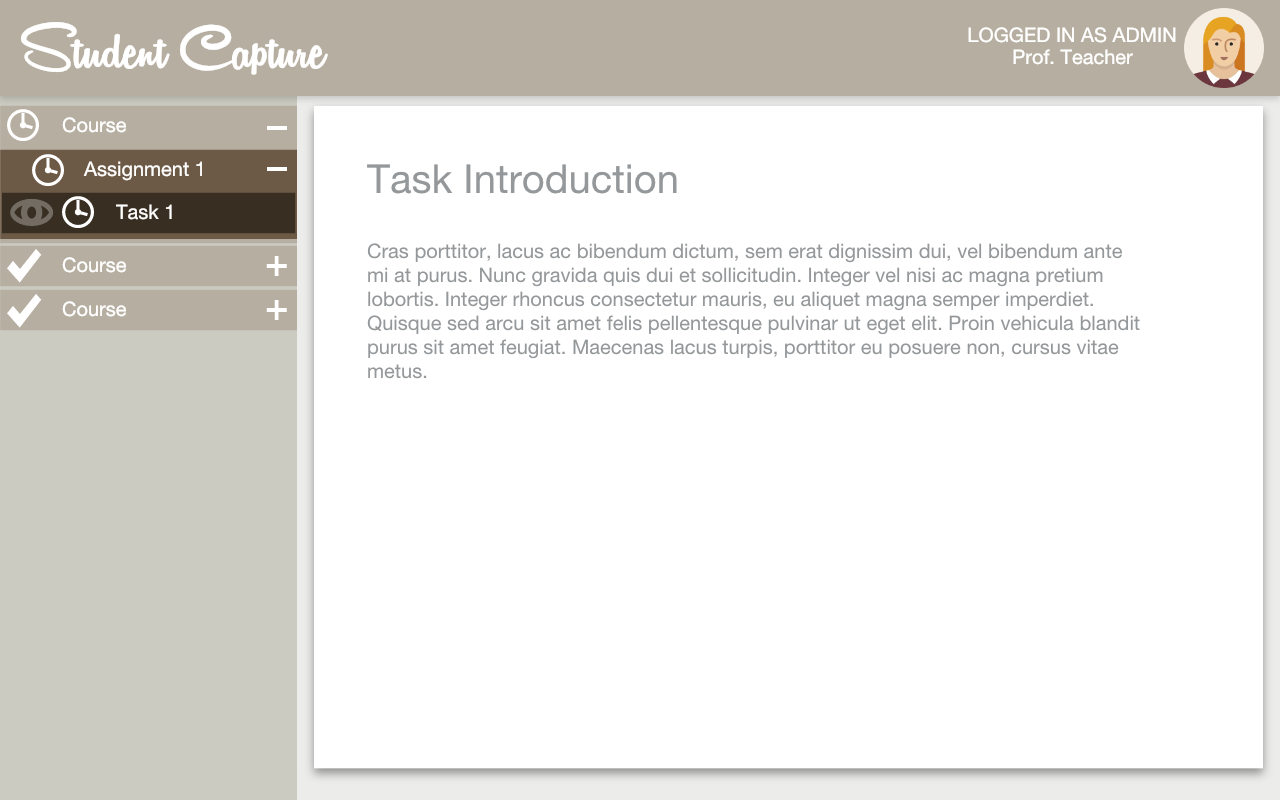 Student Capture
LOGGED IN AS ADMIN
Prof. Teacher
Course
Assignment 1
Task 1
Course
Course
Task Introduction
Cras porttitor, lacus ac bibendum dictum, sem erat dignissim dui, vel bibendum ante
mi at purus. Nunc gravida quis dui et sollicitudin. Integer vel nisi ac magna pretium
lobortis. Integer rhoncus consectetur mauris, eu aliquet magna semper imperdiet.
Quisque sed arcu sit amet felis pellentesque pulvinar ut eget elit. Proin vehicula blandit
purus sit amet feugiat. Maecenas lacus turpis, porttitor eu posuere non, cursus vitae
metus.